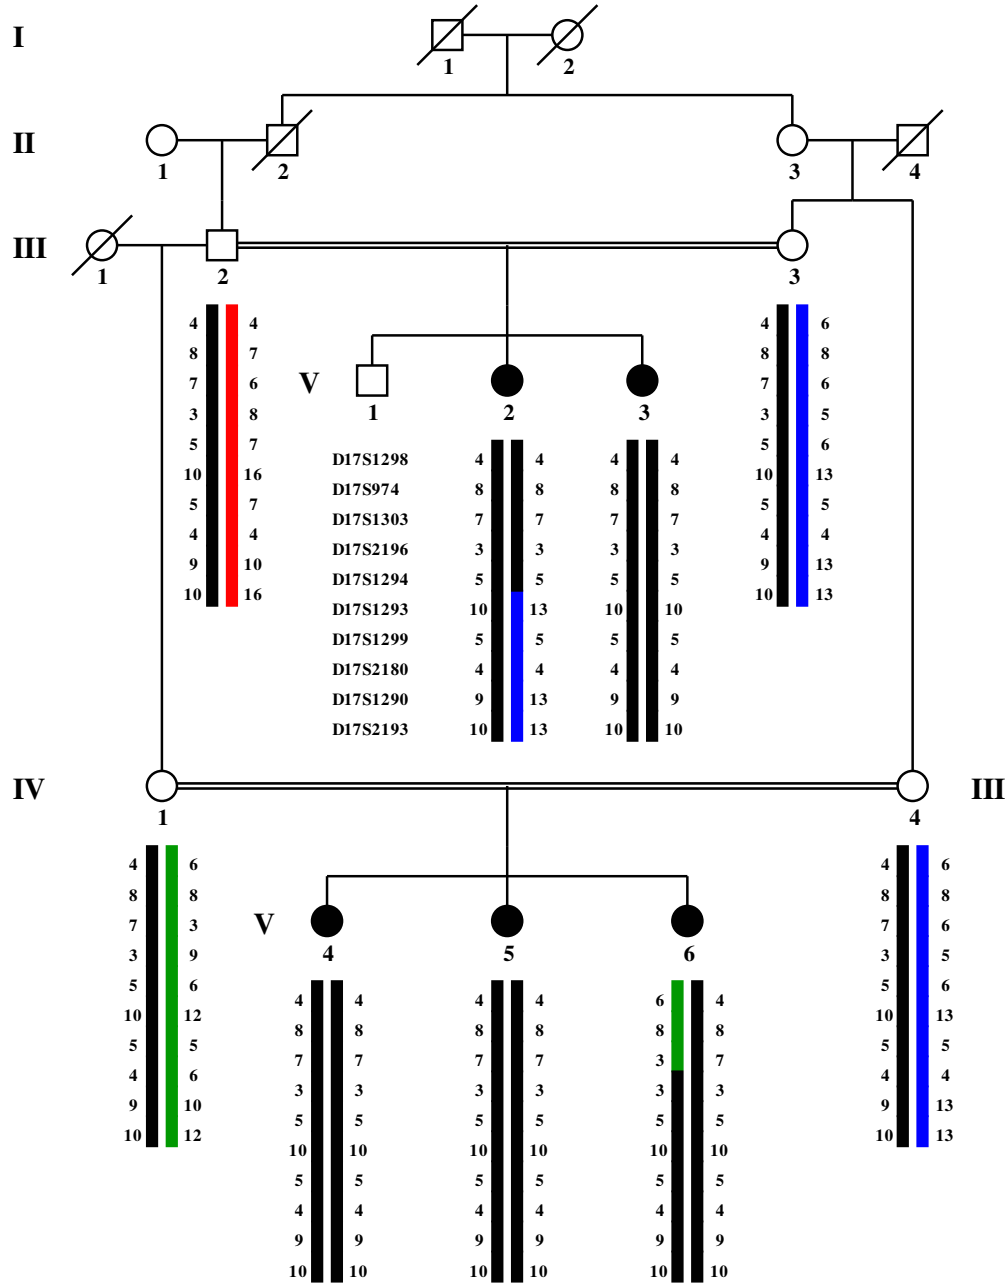 I
1 2
II
1 2 3 4
III
1 2 3
4 4 4 6
8 7 8 8
7 6 7 6
3 8 3 5
5 7 5 6
10 16 10 13
5 7 5 5
4 4 4 4
9 10 9 13
10 16 10 13
V
1 2 3
D17S1298 4 4 4 4
D17S974 8 8 8 8
D17S1303 7 7 7 7
D17S2196 3 3 3 3
D17S1294 5 5 5 5
D17S1293 10 13 10 10
D17S1299 5 5 5 5
D17S2180 4 4 4 4
D17S1290 9 13 9 9
D17S2193 10 13 10 10
IV III
1 4
4 6 4 6
8 8 8 8
7 3 7 6
3 9 3 5
5 6 5 6
10 12 10 13
5 5 5 5
4 6 4 4
9 10 9 13
10 12 10 13
V
4 5 6
4 4 4 4 6 4
8 8 8 8 8 8
7 7 7 7 3 7
3 3 3 3 3 3
5 5 5 5 5 5
10 10 10 10 10 10
5 5 5 5 5 5
4 4 4 4 4 4
9 9 9 9 9 9
10 10 10 10 10 10